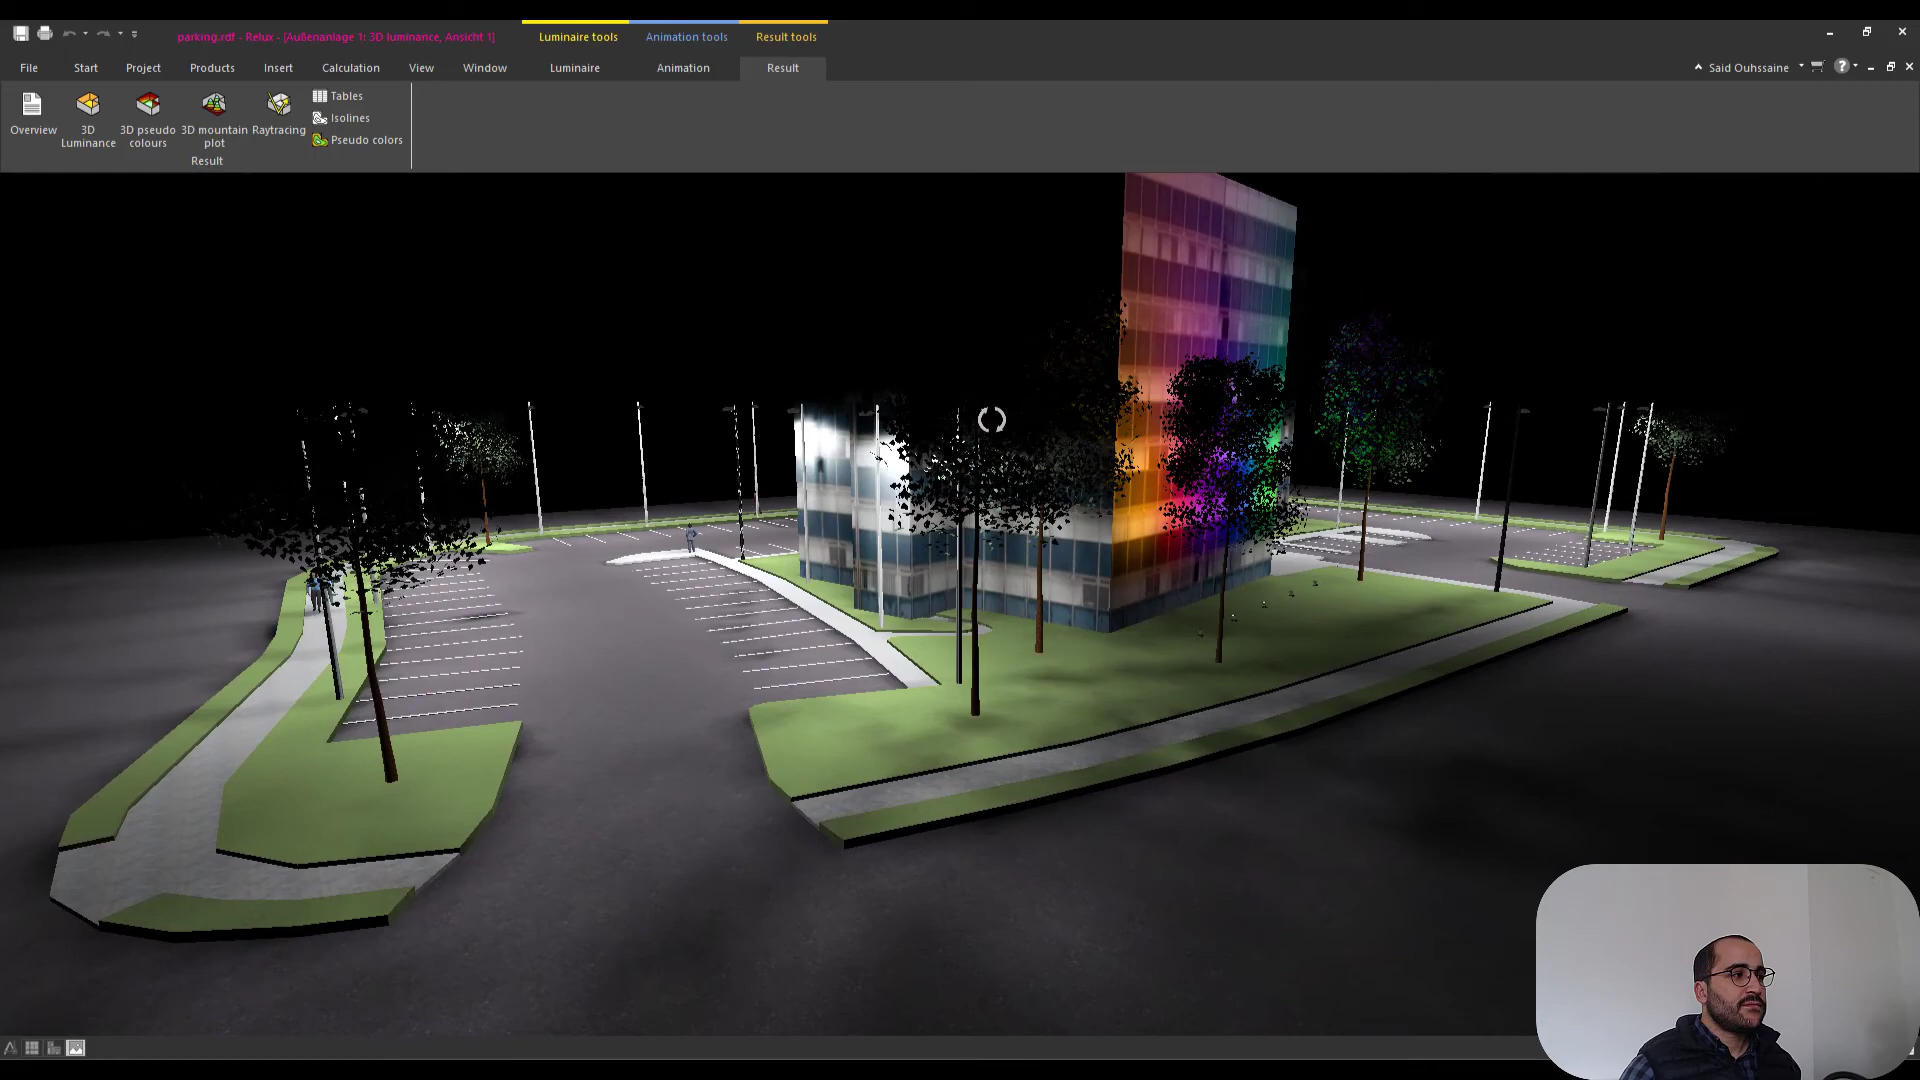 parking.rdf - Relux - [Außenanlage 1: 3D luminance, Ansicht 1]
Luminaire tools
Animation tools
Result tools
File
Start
Project
Products
Insert
Calculation
View
Window
Luminaire
Animation
Result
Said Ouhssaine
?
Overview
3D
Luminance
3D pseudo
colours
3D mountain
plot
Raytracing
Tables
Isolines
Pseudo colors
Result